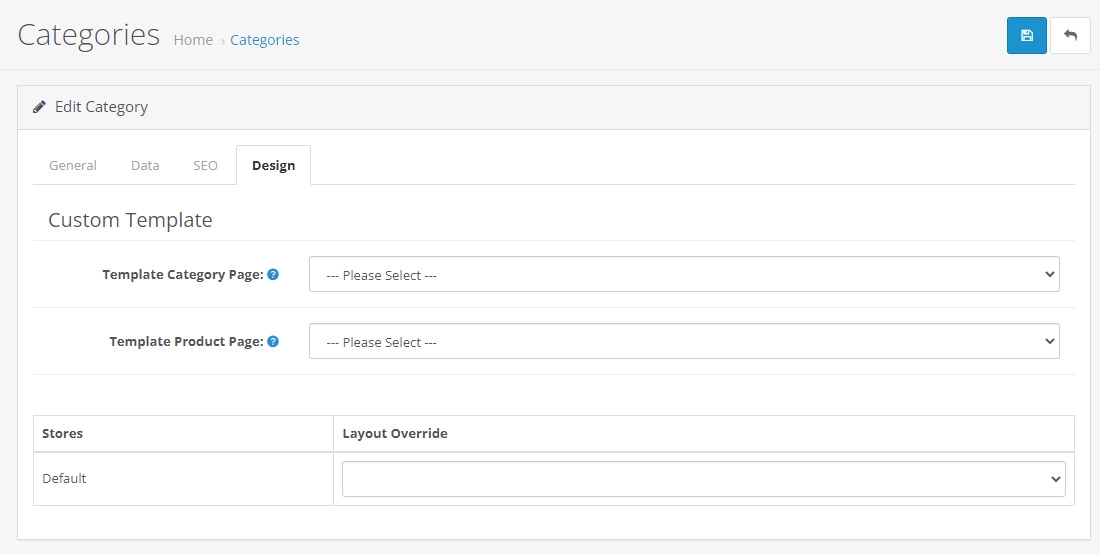 Categories Home › Categories
Edit Category
General Data SEO Design
Custom Template
Template Category Page: ? --- Please Select ---
Template Product Page: ? --- Please Select ---
Stores Layout Override
Default